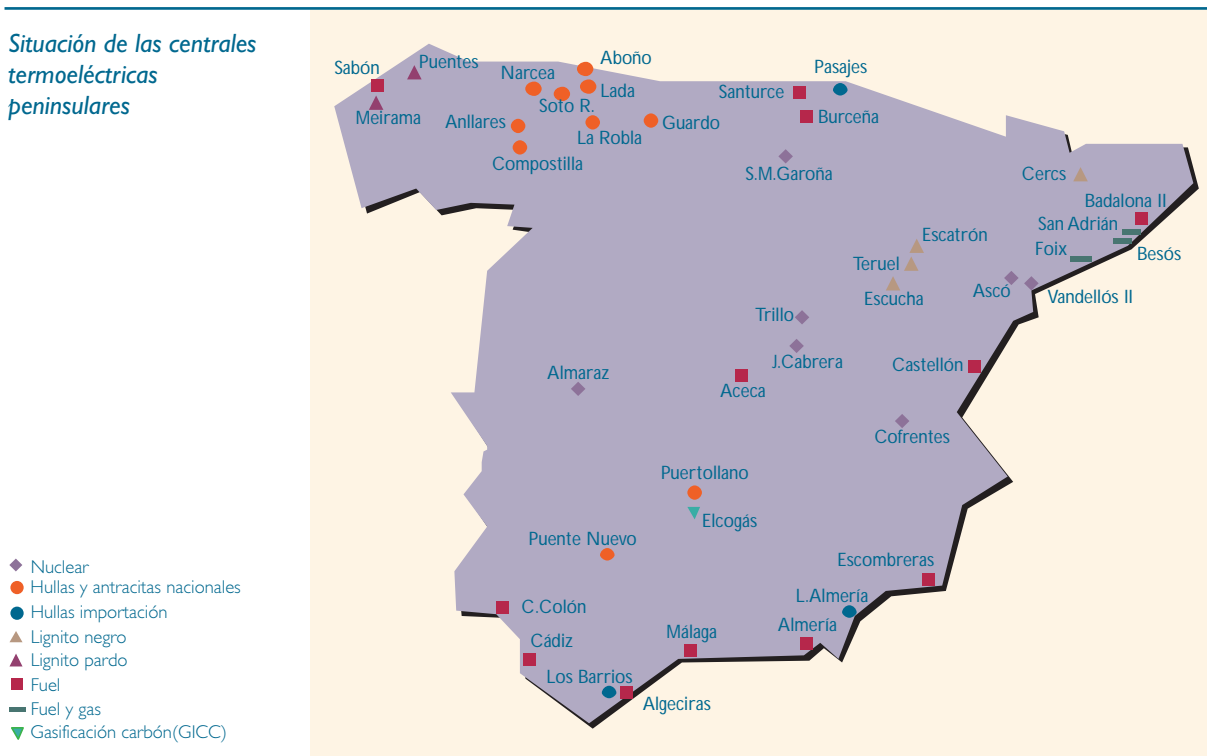 Situación de las centrales
termoeléctricas
peninsulares
Sabón
Puentes
Meirama
Narcea
Aboño
Soto R.
Lada
Anllares
La Robla
Guardo
Compostilla
Santurce
Pasajes
Burceña
S.M.Garoña
Cercs
Badalona II
San Adrián
Foix
Besós
Escatrón
Teruel
Escucha
Ascó
Vandellós II
Trillo
J.Cabrera
Castellón
Almaraz
Aceca
Cofrentes
Puertollano
Elcogás
Puente Nuevo
Escombreras
L.Almería
C.Colón
Almería
Málaga
Cádiz
Los Barrios
Algeciras
Nuclear
Hullas y antracitas nacionales
Hullas importación
Lignito negro
Lignito pardo
Fuel
Fuel y gas
Gasificación carbón(GICC)